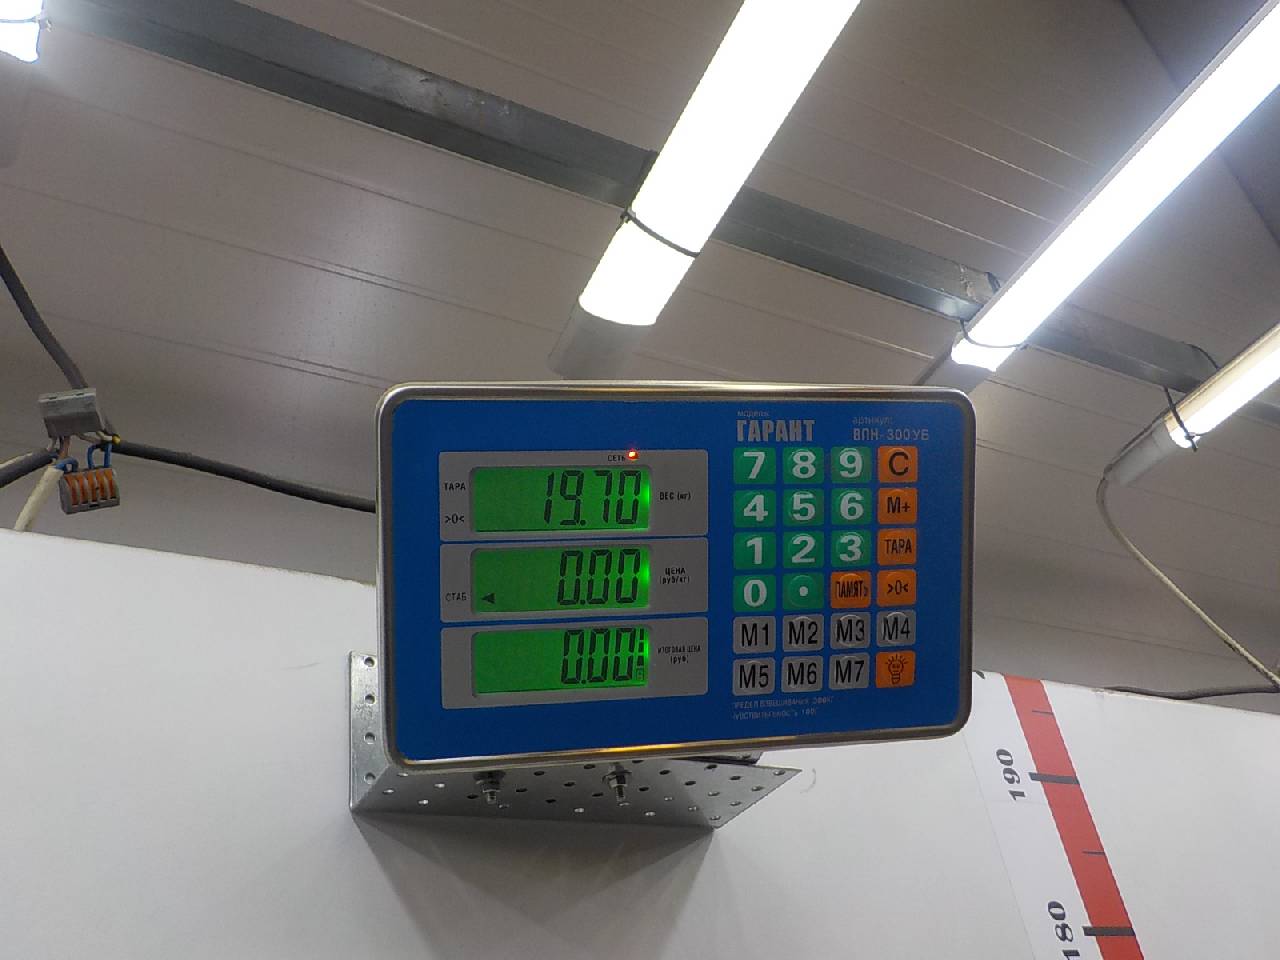 модель:
ГАРАНТ
артикул:
ВПН-300УБ
СЕТЬ
ТАРА
>0<
19.70
ВЕС (кг)
СТАБ
0.00
ЦЕНА
(руб/кг)
0.00
ИТОГОВАЯ ЦЕНА
(руб)
7 8 9 C
4 5 6 M+
1 2 3 ТАРА
0 . ПАМЯТЬ >0<
M1 M2 M3 M4
M5 M6 M7
190
180